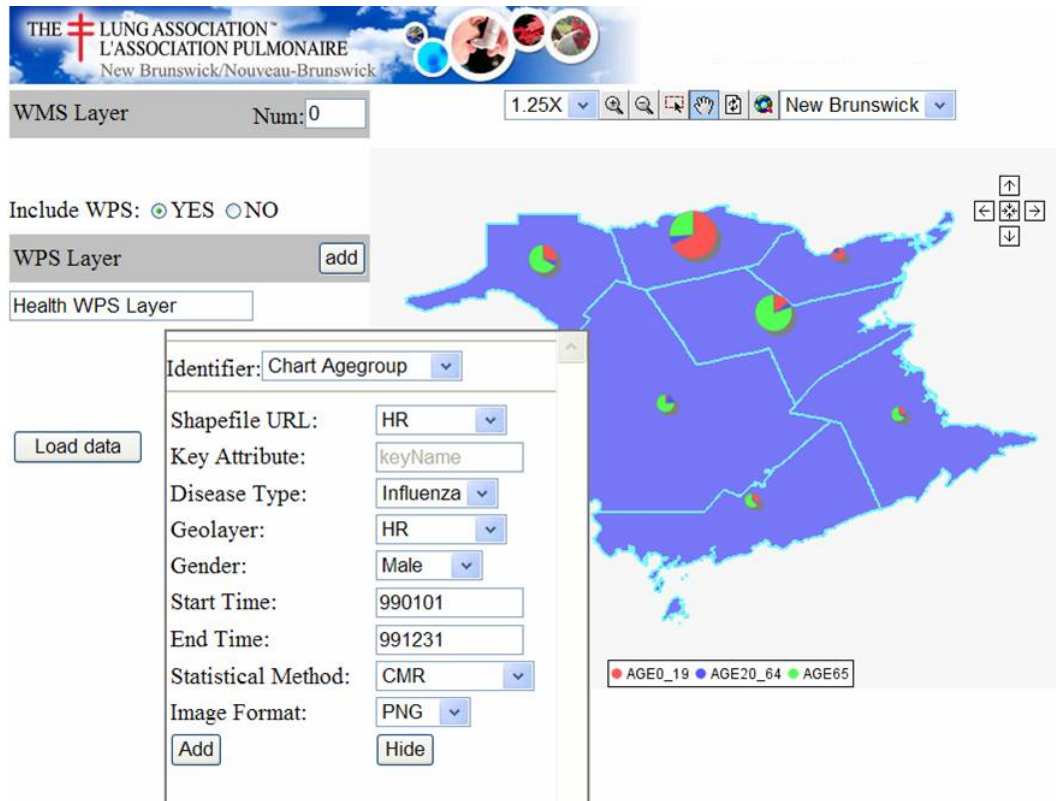 THE LUNG ASSOCIATION™
L'ASSOCIATION PULMONAIRE
New Brunswick/Nouveau-Brunswick
WMS Layer Num: 0
1.25X New Brunswick
Include WPS: YES NO
WPS Layer add
Health WPS Layer
Identifier: Chart Agegroup
Load data
Shapefile URL: HR
Key Attribute: keyName
Disease Type: Influenza
Geolayer: HR
Gender: Male
Start Time: 990101
End Time: 991231
Statistical Method: CMR
Image Format: PNG
Add Hide
AGE0_19 AGE20_64 AGE65